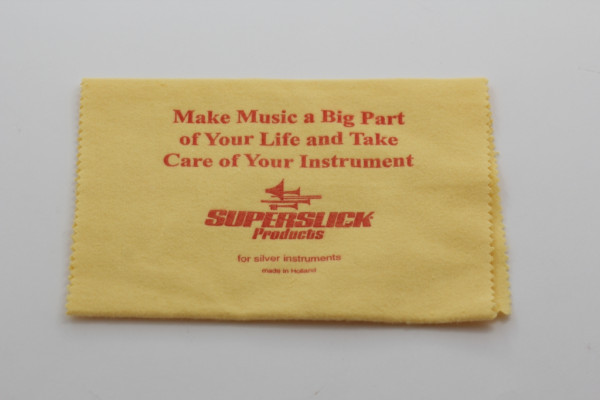 Make Music a Big Part
of Your Life and Take
Care of Your Instrument
SUPERSLICK
Products
for silver instruments
made in Holland